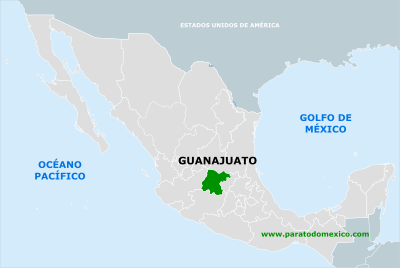 ESTADOS UNIDOS DE AMÉRICA
GOLFO DE
MÉXICO
GUANAJUATO
OCÉANO
PACÍFICO
www.paratodomexico.com